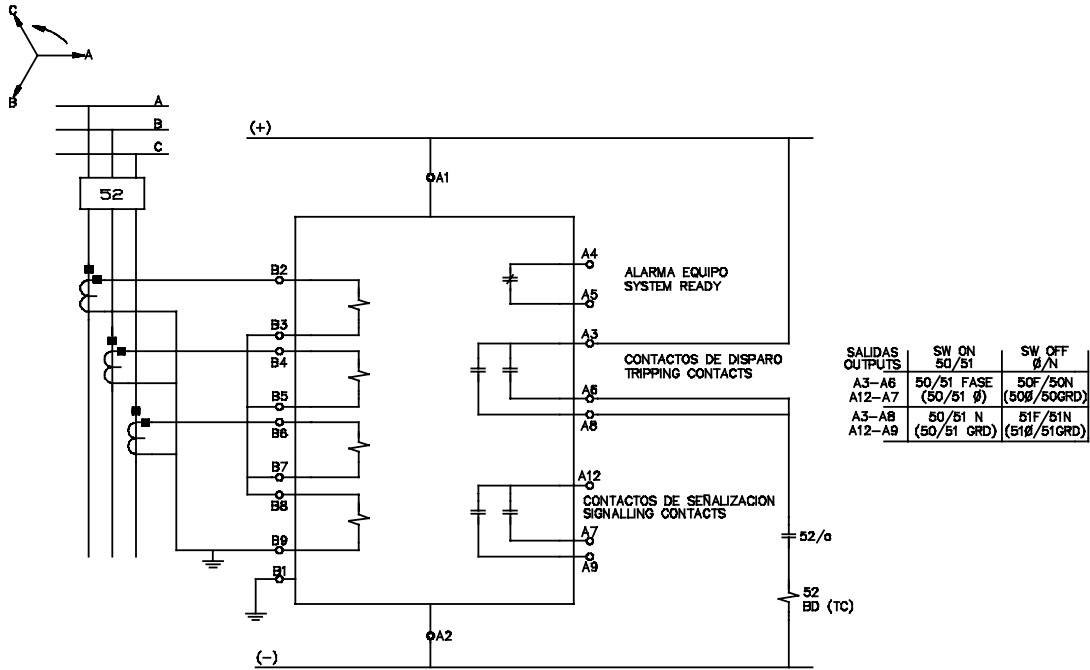 C
A
B
A
B
C
52
(+)
A1
B2
B3
B4
B5
B6
B7
B8
B9
B1
A4
A5
ALARMA EQUIPO
SYSTEM READY
A3
CONTACTOS DE DISPARO
TRIPPING CONTACTS
A6
A8
A12
CONTACTOS DE SEÑALIZACION
SIGNALLING CONTACTS
A7
A9
52/a
52
BD (TC)
A2
(-)
SALIDAS SW ON SW OFF
OUTPUTS 50/51 Ø/N
A3-A6 50/51 FASE 50F/50N
A12-A7 (50/51 Ø) (50Ø/50GRD)
A3-A8 50/51 N 51F/51N
A12-A9 (50/51 GRD) (51Ø/51GRD)